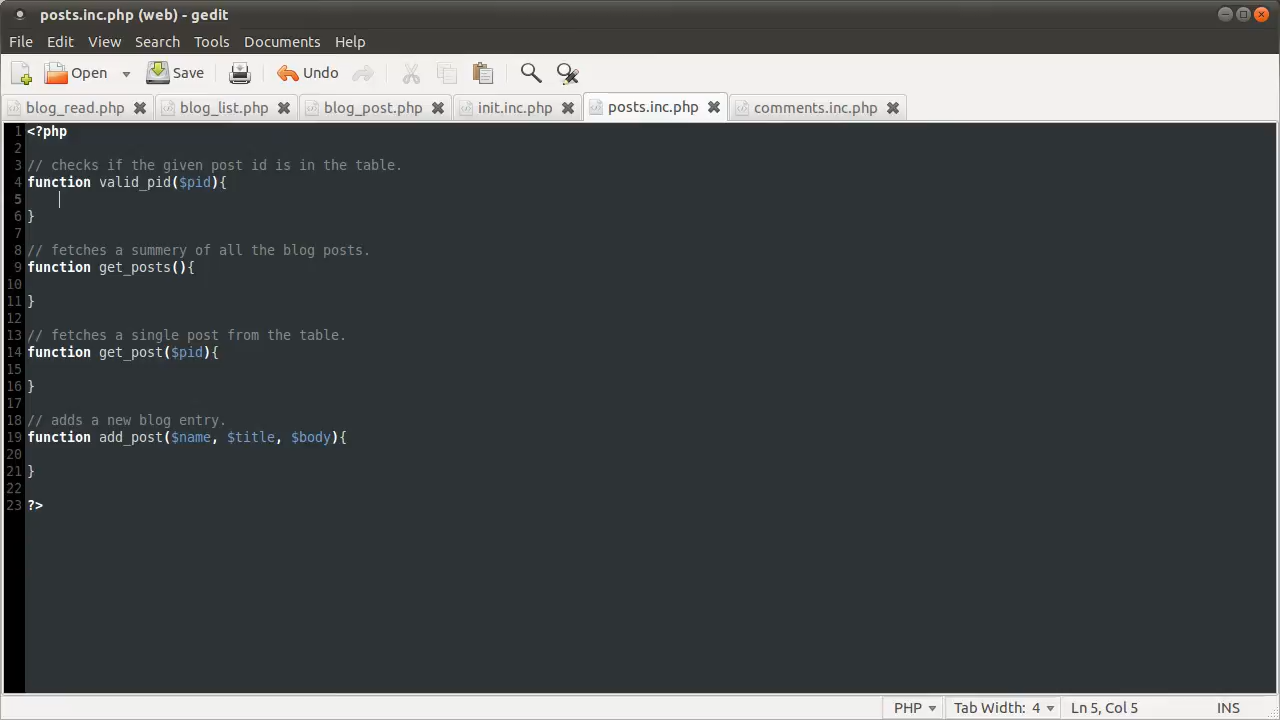 posts.inc.php (web) - gedit
File Edit View Search Tools Documents Help
Open Save Undo
blog_read.php blog_list.php blog_post.php init.inc.php posts.inc.php comments.inc.php
1 <?php
2
3 // checks if the given post id is in the table.
4 function valid_pid($pid){
5
6 }
7
8 // fetches a summery of all the blog posts.
9 function get_posts(){
10
11 }
12
13 // fetches a single post from the table.
14 function get_post($pid){
15
16 }
17
18 // adds a new blog entry.
19 function add_post($name, $title, $body){
20
21 }
22
23 ?>
PHP Tab Width: 4 Ln 5, Col 5 INS